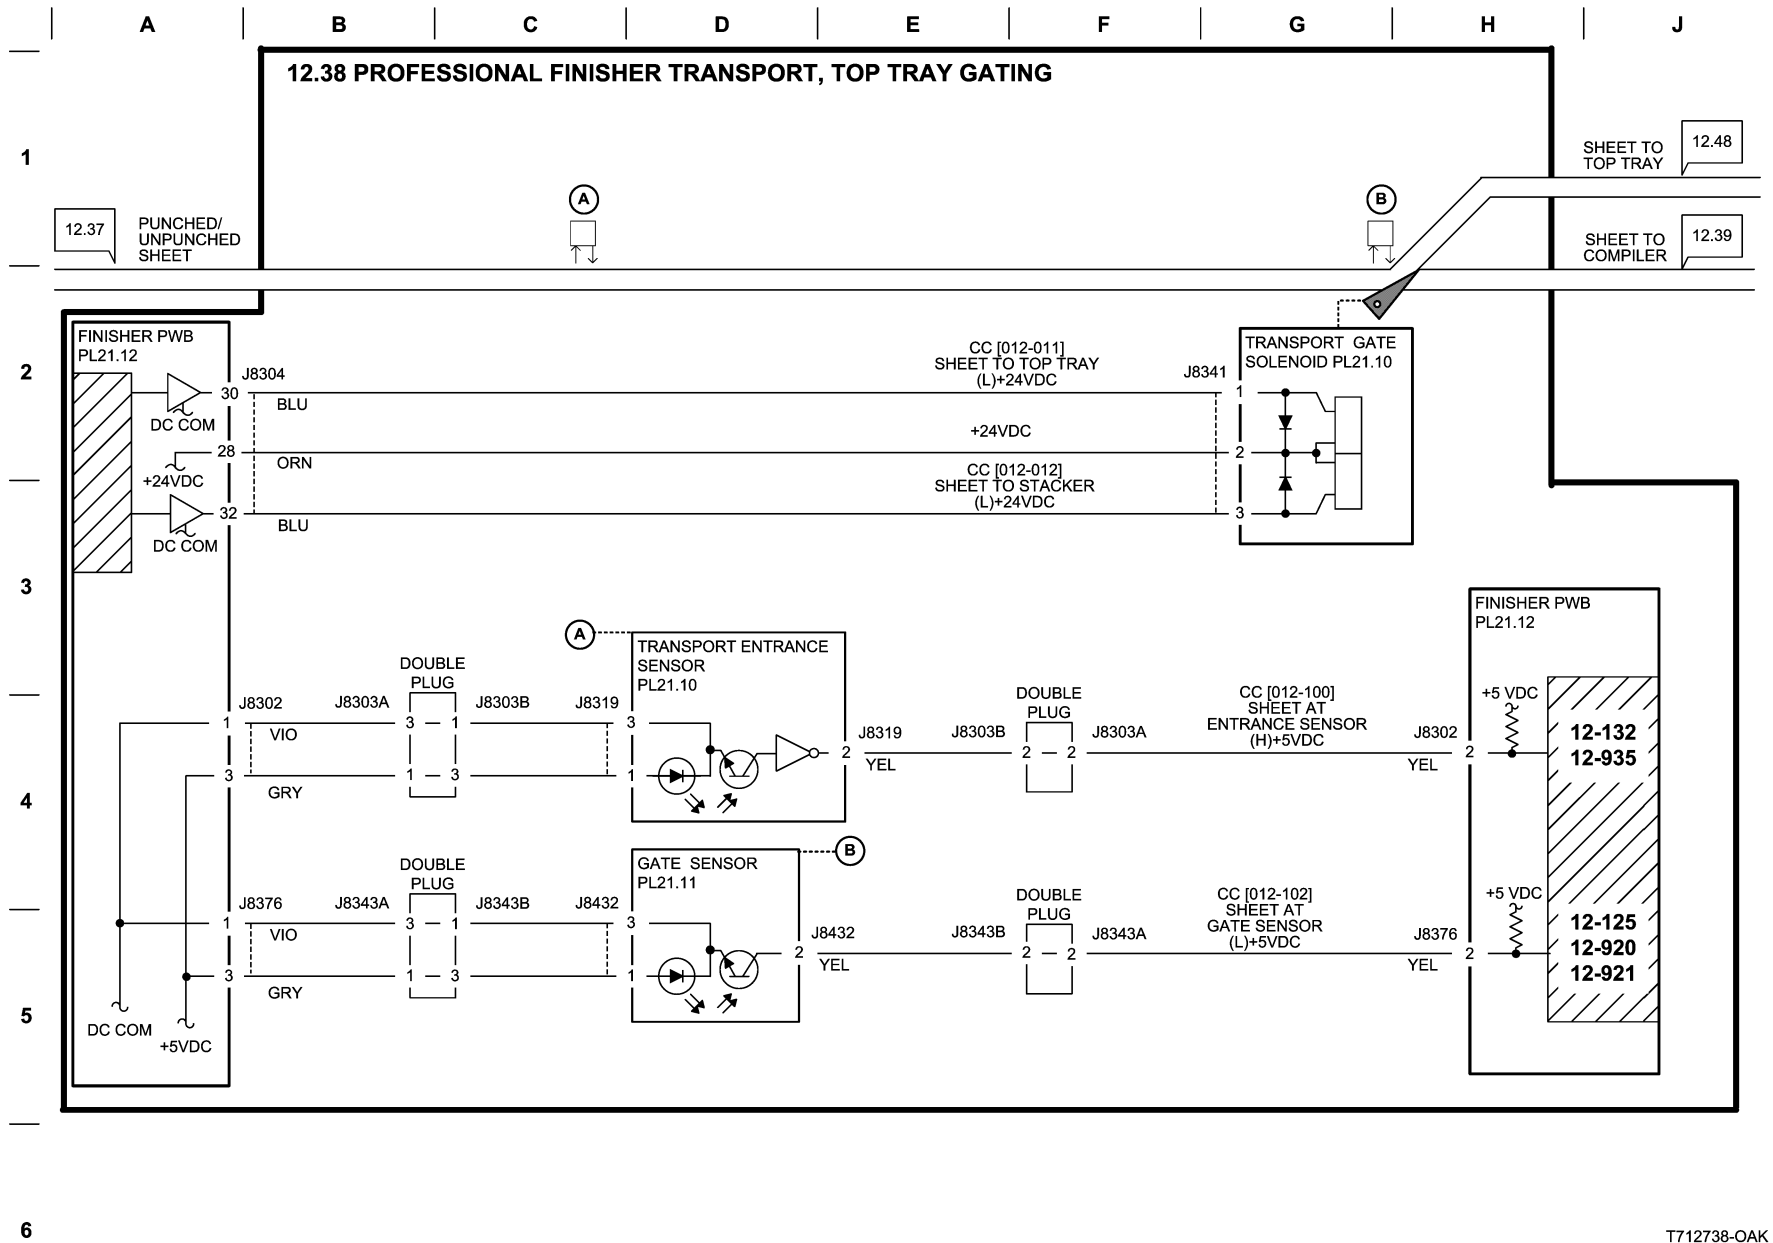 A B C D E F G H J
12.38 PROFESSIONAL FINISHER TRANSPORT, TOP TRAY GATING
1
SHEET TO
TOP TRAY
12.48
A
B
12.37
PUNCHED/
UNPUNCHED
SHEET
SHEET TO
COMPILER
12.39
2
FINISHER PWB
PL21.12
J8304
30
BLU
DC COM
28
ORN
+24VDC
32
BLU
DC COM
CC [012-011]
SHEET TO TOP TRAY
(L)+24VDC
+24VDC
CC [012-012]
SHEET TO STACKER
(L)+24VDC
J8341
1
2
3
TRANSPORT GATE
SOLENOID PL21.10
3
A
TRANSPORT ENTRANCE
SENSOR
PL21.10
FINISHER PWB
PL21.12
DOUBLE
PLUG
J8302
J8303A
J8303B
J8319
1
VIO
3 1
3
3
GRY
1 3
1
J8319
2
YEL
J8303B
DOUBLE
PLUG
J8303A
2 2
CC [012-100]
SHEET AT
ENTRANCE SENSOR
(H)+5VDC
J8302
YEL
2
+5 VDC
12-132
12-935
4
GATE SENSOR
PL21.11
B
DOUBLE
PLUG
J8376
J8343A
J8343B
J8432
1
VIO
3 1
3
3
GRY
1 3
1
J8432
2
YEL
J8343B
DOUBLE
PLUG
J8343A
2 2
CC [012-102]
SHEET AT
GATE SENSOR
(L)+5VDC
J8376
YEL
2
+5 VDC
12-125
12-920
12-921
5
DC COM
+5VDC
6
T712738-OAK